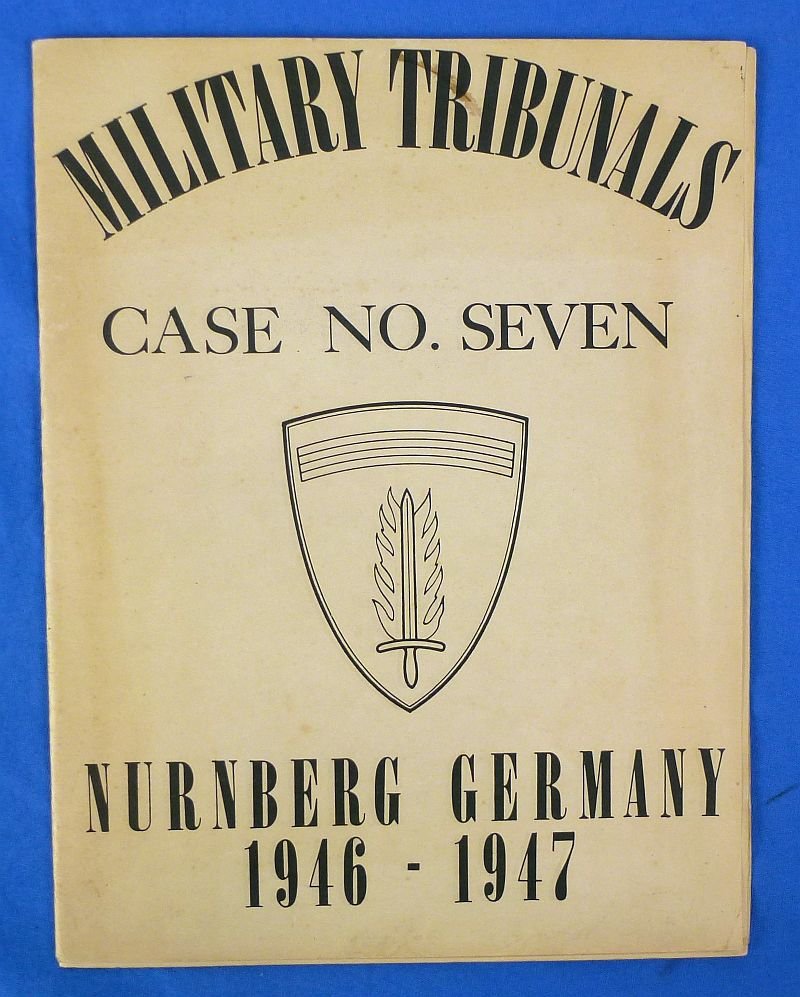 MILITARY TRIBUNALS
CASE NO. SEVEN
NURNBERG GERMANY
1946 - 1947